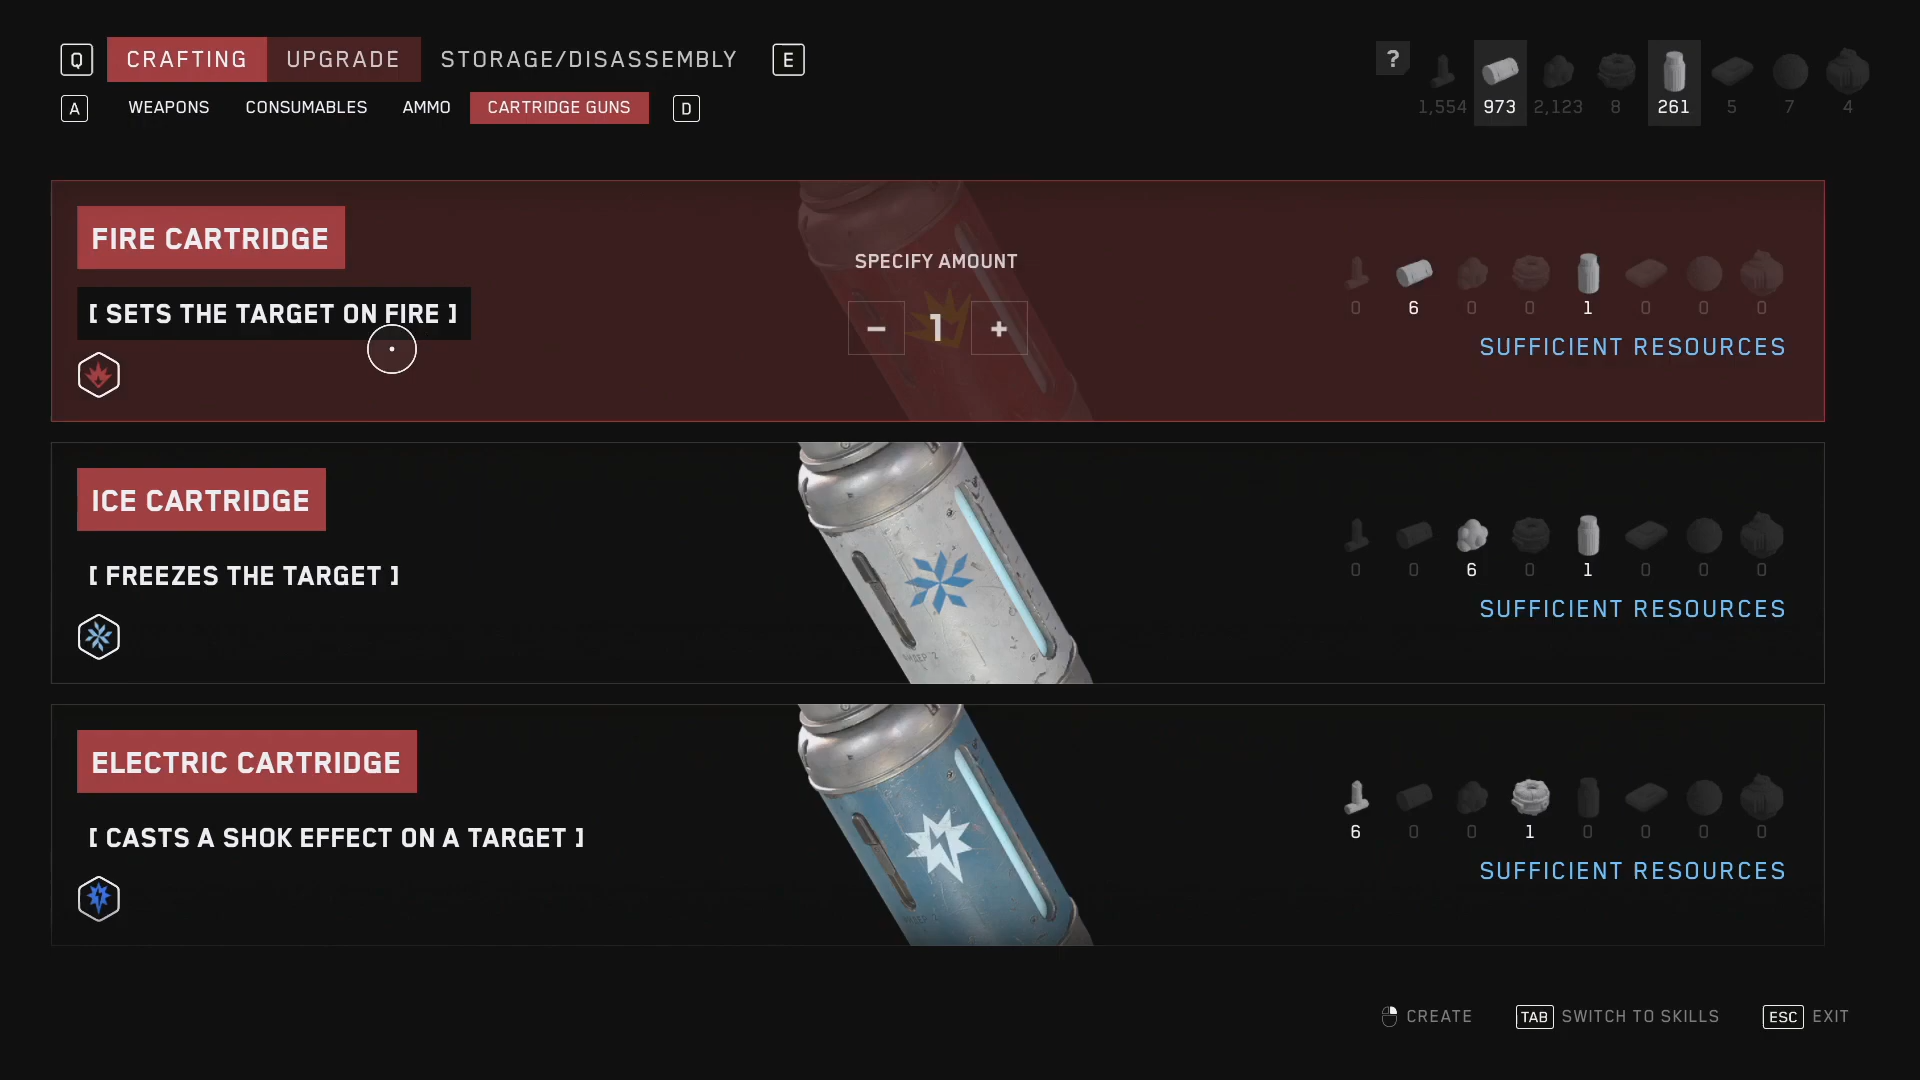 Q CRAFTING UPGRADE STORAGE/DISASSEMBLY E
A WEAPONS CONSUMABLES AMMO CARTRIDGE GUNS D
?
1,554 973 2,123 8 261 5 7 4
FIRE CARTRIDGE
[ SETS THE TARGET ON FIRE ]
SPECIFY AMOUNT
− 1 +
0 6 0 0 1 0 0 0
SUFFICIENT RESOURCES
ICE CARTRIDGE
[ FREEZES THE TARGET ]
0 0 6 0 1 0 0 0
SUFFICIENT RESOURCES
ELECTRIC CARTRIDGE
[ CASTS A SHOK EFFECT ON A TARGET ]
6 0 0 1 0 0 0 0
SUFFICIENT RESOURCES
CREATE TAB SWITCH TO SKILLS ESC EXIT